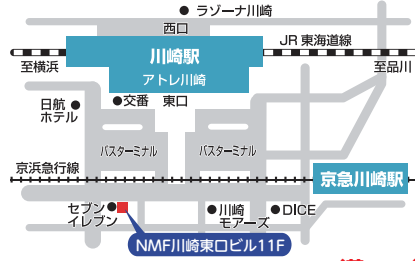 ラゾーナ川崎
西口
川崎駅
JR東海道線
至横浜
至品川
アトレ川崎
交番
東口
日航
ホテル
バスターミナル
バスターミナル
京浜急行線
京急川崎駅
セブン
イレブン
川崎
モアーズ
DICE
NMF川崎東口ビル11F